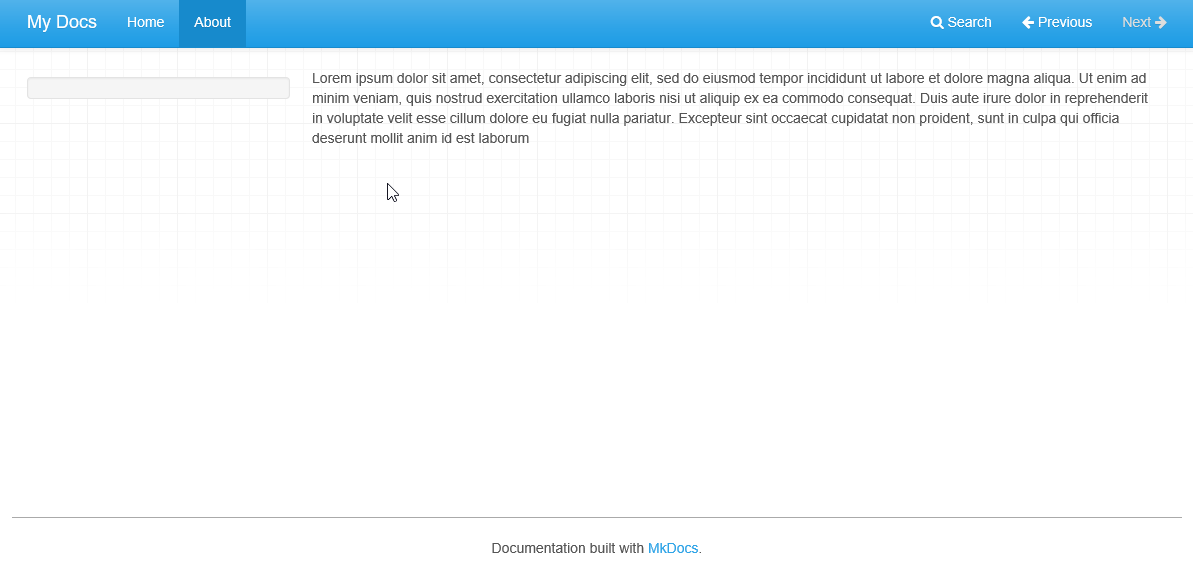 My Docs Home About Search Previous Next
Lorem ipsum dolor sit amet, consectetur adipiscing elit, sed do eiusmod tempor incididunt ut labore et dolore magna aliqua. Ut enim ad
minim veniam, quis nostrud exercitation ullamco laboris nisi ut aliquip ex ea commodo consequat. Duis aute irure dolor in reprehenderit
in voluptate velit esse cillum dolore eu fugiat nulla pariatur. Excepteur sint occaecat cupidatat non proident, sunt in culpa qui officia
deserunt mollit anim id est laborum
Documentation built with MkDocs.